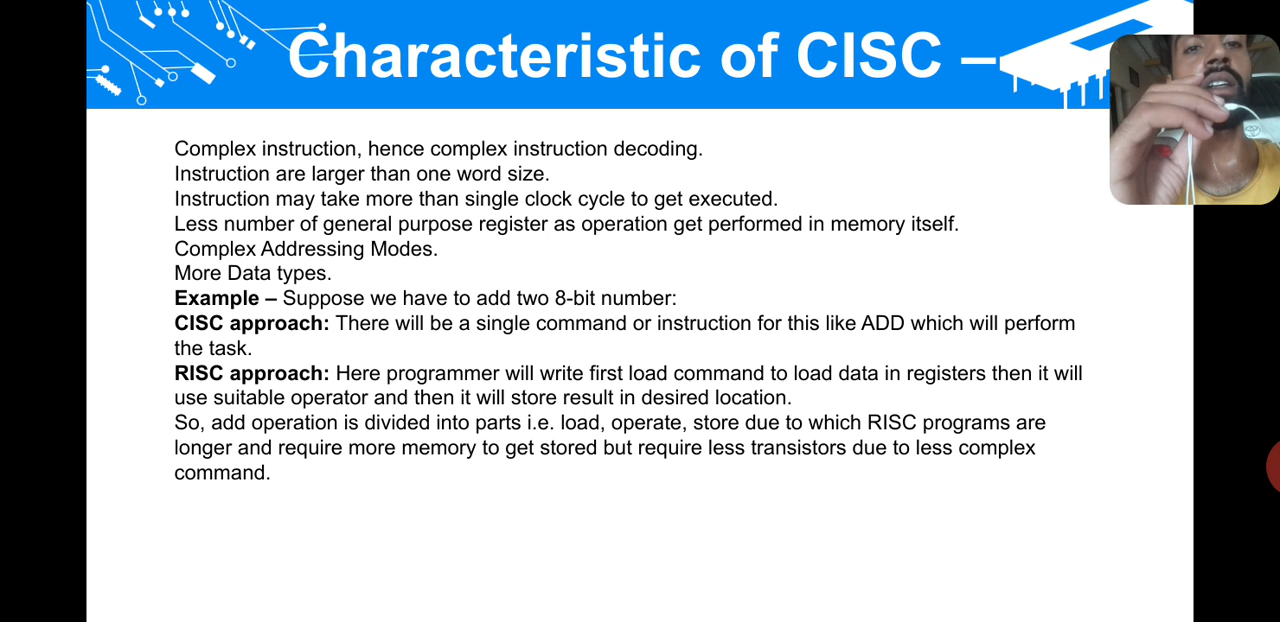 Characteristic of CISC –
Complex instruction, hence complex instruction decoding.
Instruction are larger than one word size.
Instruction may take more than single clock cycle to get executed.
Less number of general purpose register as operation get performed in memory itself.
Complex Addressing Modes.
More Data types.
Example – Suppose we have to add two 8-bit number:
CISC approach: There will be a single command or instruction for this like ADD which will perform
the task.
RISC approach: Here programmer will write first load command to load data in registers then it will
use suitable operator and then it will store result in desired location.
So, add operation is divided into parts i.e. load, operate, store due to which RISC programs are
longer and require more memory to get stored but require less transistors due to less complex
command.